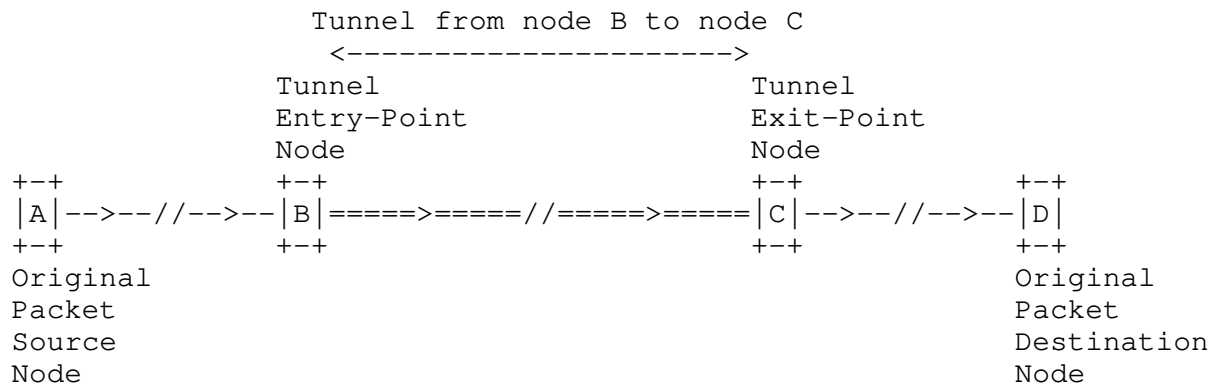 Tunnel from node B to node C
<---------------------->
Tunnel Tunnel
Entry-Point Exit-Point
Node Node
+-+ +-+ +-+ +-+
|A|-->--//-->--|B|=====>=====//=====>=====|C|-->--//-->--|D|
+-+ +-+ +-+ +-+
Original Original
Packet Packet
Source Destination
Node Node